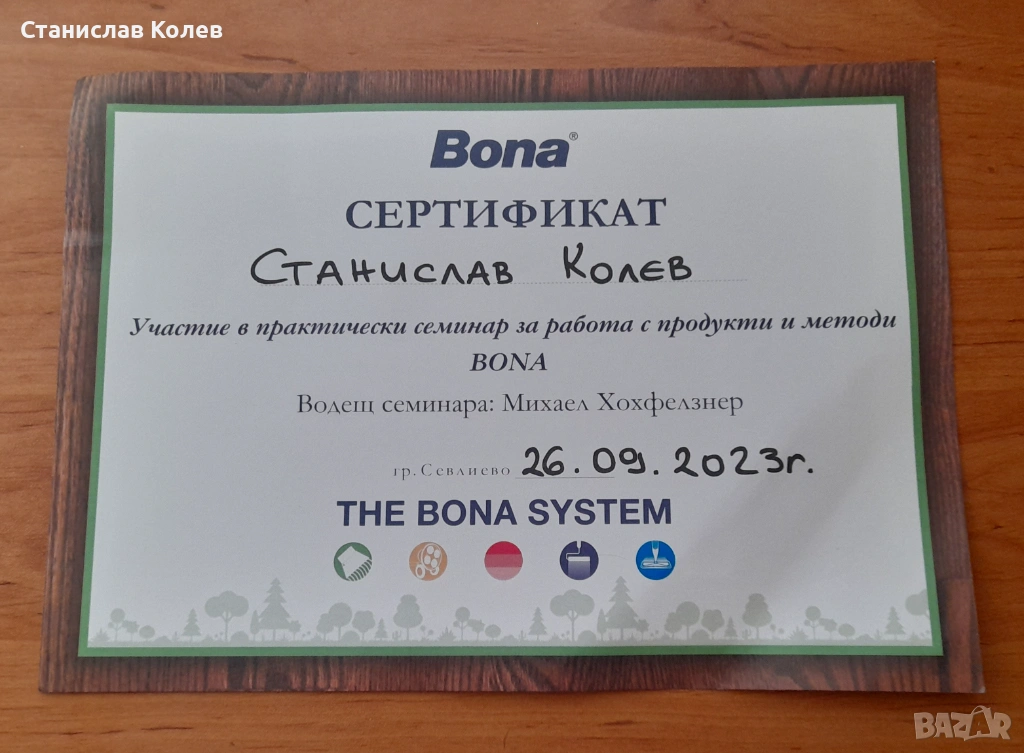 Станислав Колев
Bona®
СЕРТИФИКАТ
СТАНИСЛАВ КОЛЕВ
Участие в практически семинар за работа с продукти и методи
BONA
Водещ семинара: Михаел Хохфелзнер
гр. Севлиево 26.09.2023г.
THE BONA SYSTEM
BAZAR